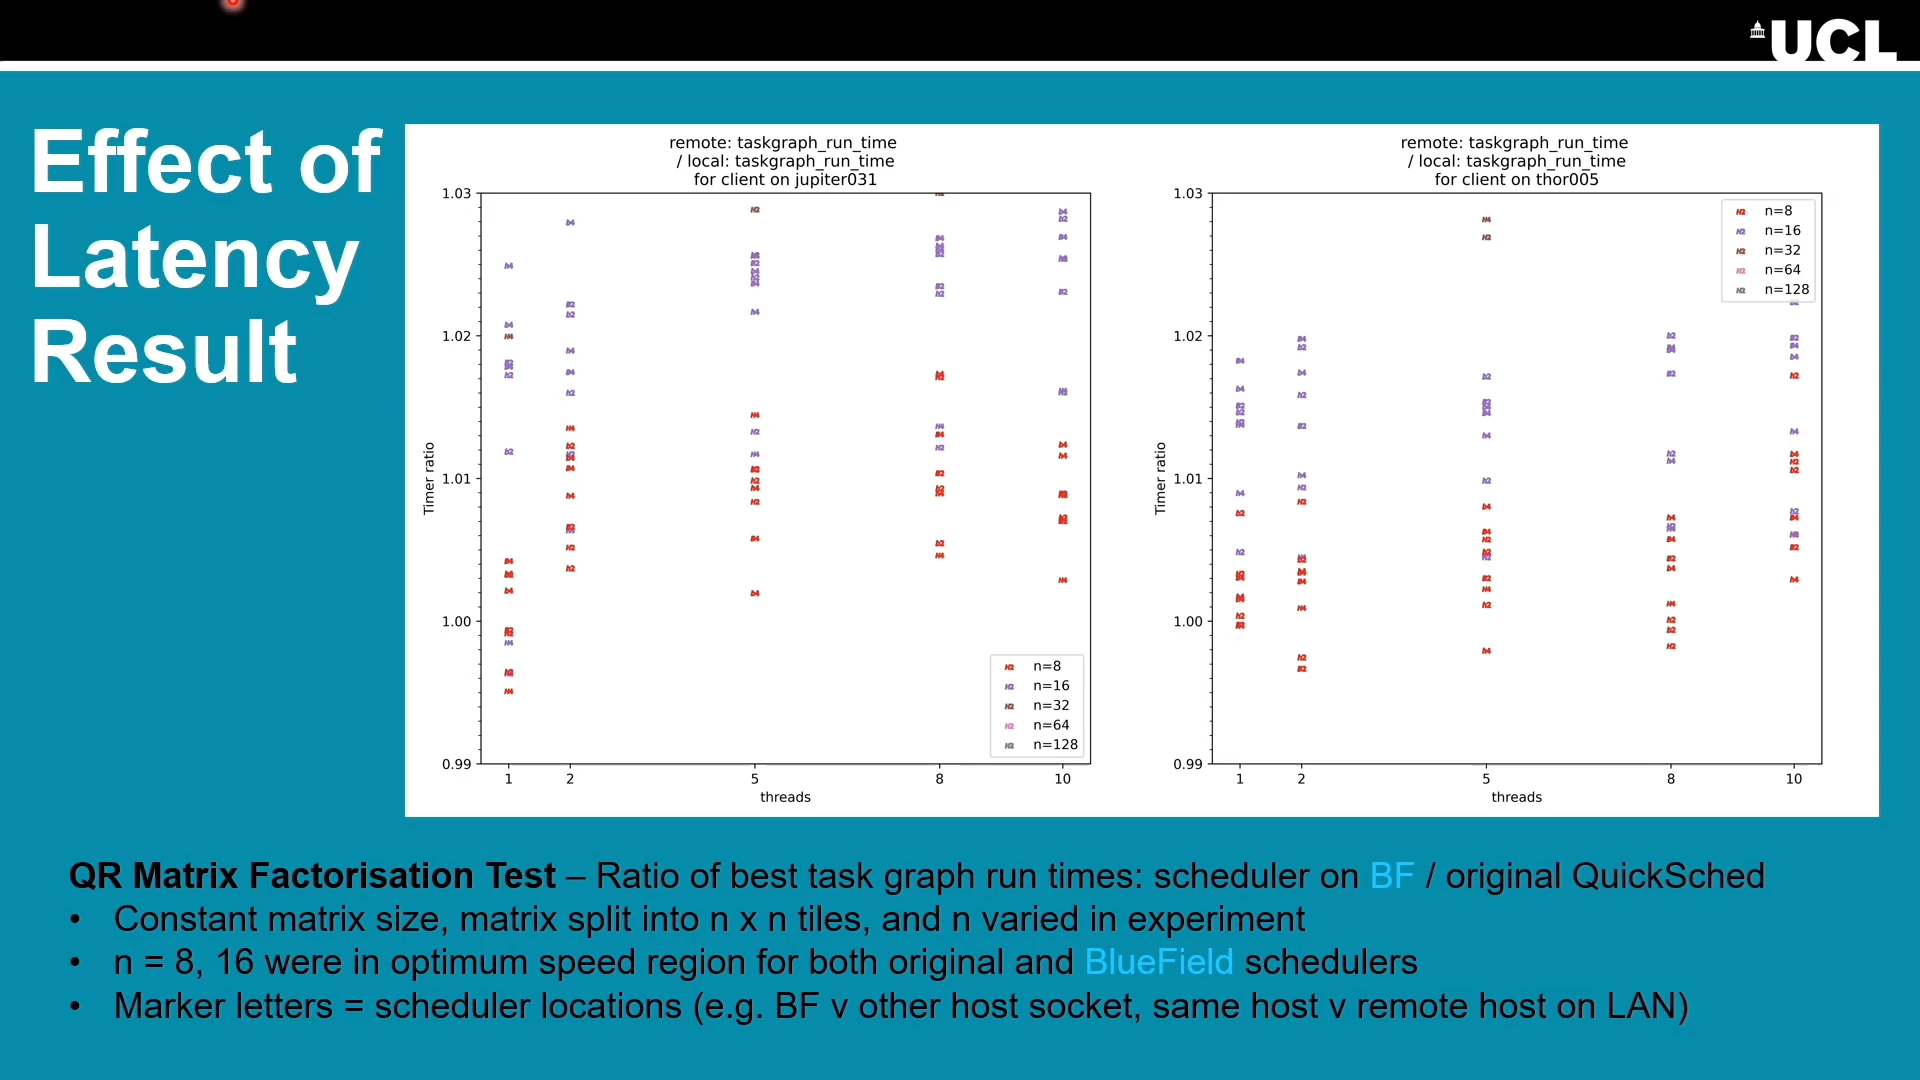 UCL
Effect of
Latency
Result
remote: taskgraph_run_time
/ local: taskgraph_run_time
for client on jupiter031
1.03
1.02
1.01
1.00
0.99
Timer ratio
1 2 5 8 10
threads
n=8
n=16
n=32
n=64
n=128
remote: taskgraph_run_time
/ local: taskgraph_run_time
for client on thor005
1.03
1.02
1.01
1.00
0.99
Timer ratio
1 2 5 8 10
threads
n=8
n=16
n=32
n=64
n=128
QR Matrix Factorisation Test – Ratio of best task graph run times: scheduler on BF / original QuickSched
• Constant matrix size, matrix split into n x n tiles, and n varied in experiment
• n = 8, 16 were in optimum speed region for both original and BlueField schedulers
• Marker letters = scheduler locations (e.g. BF v other host socket, same host v remote host on LAN)